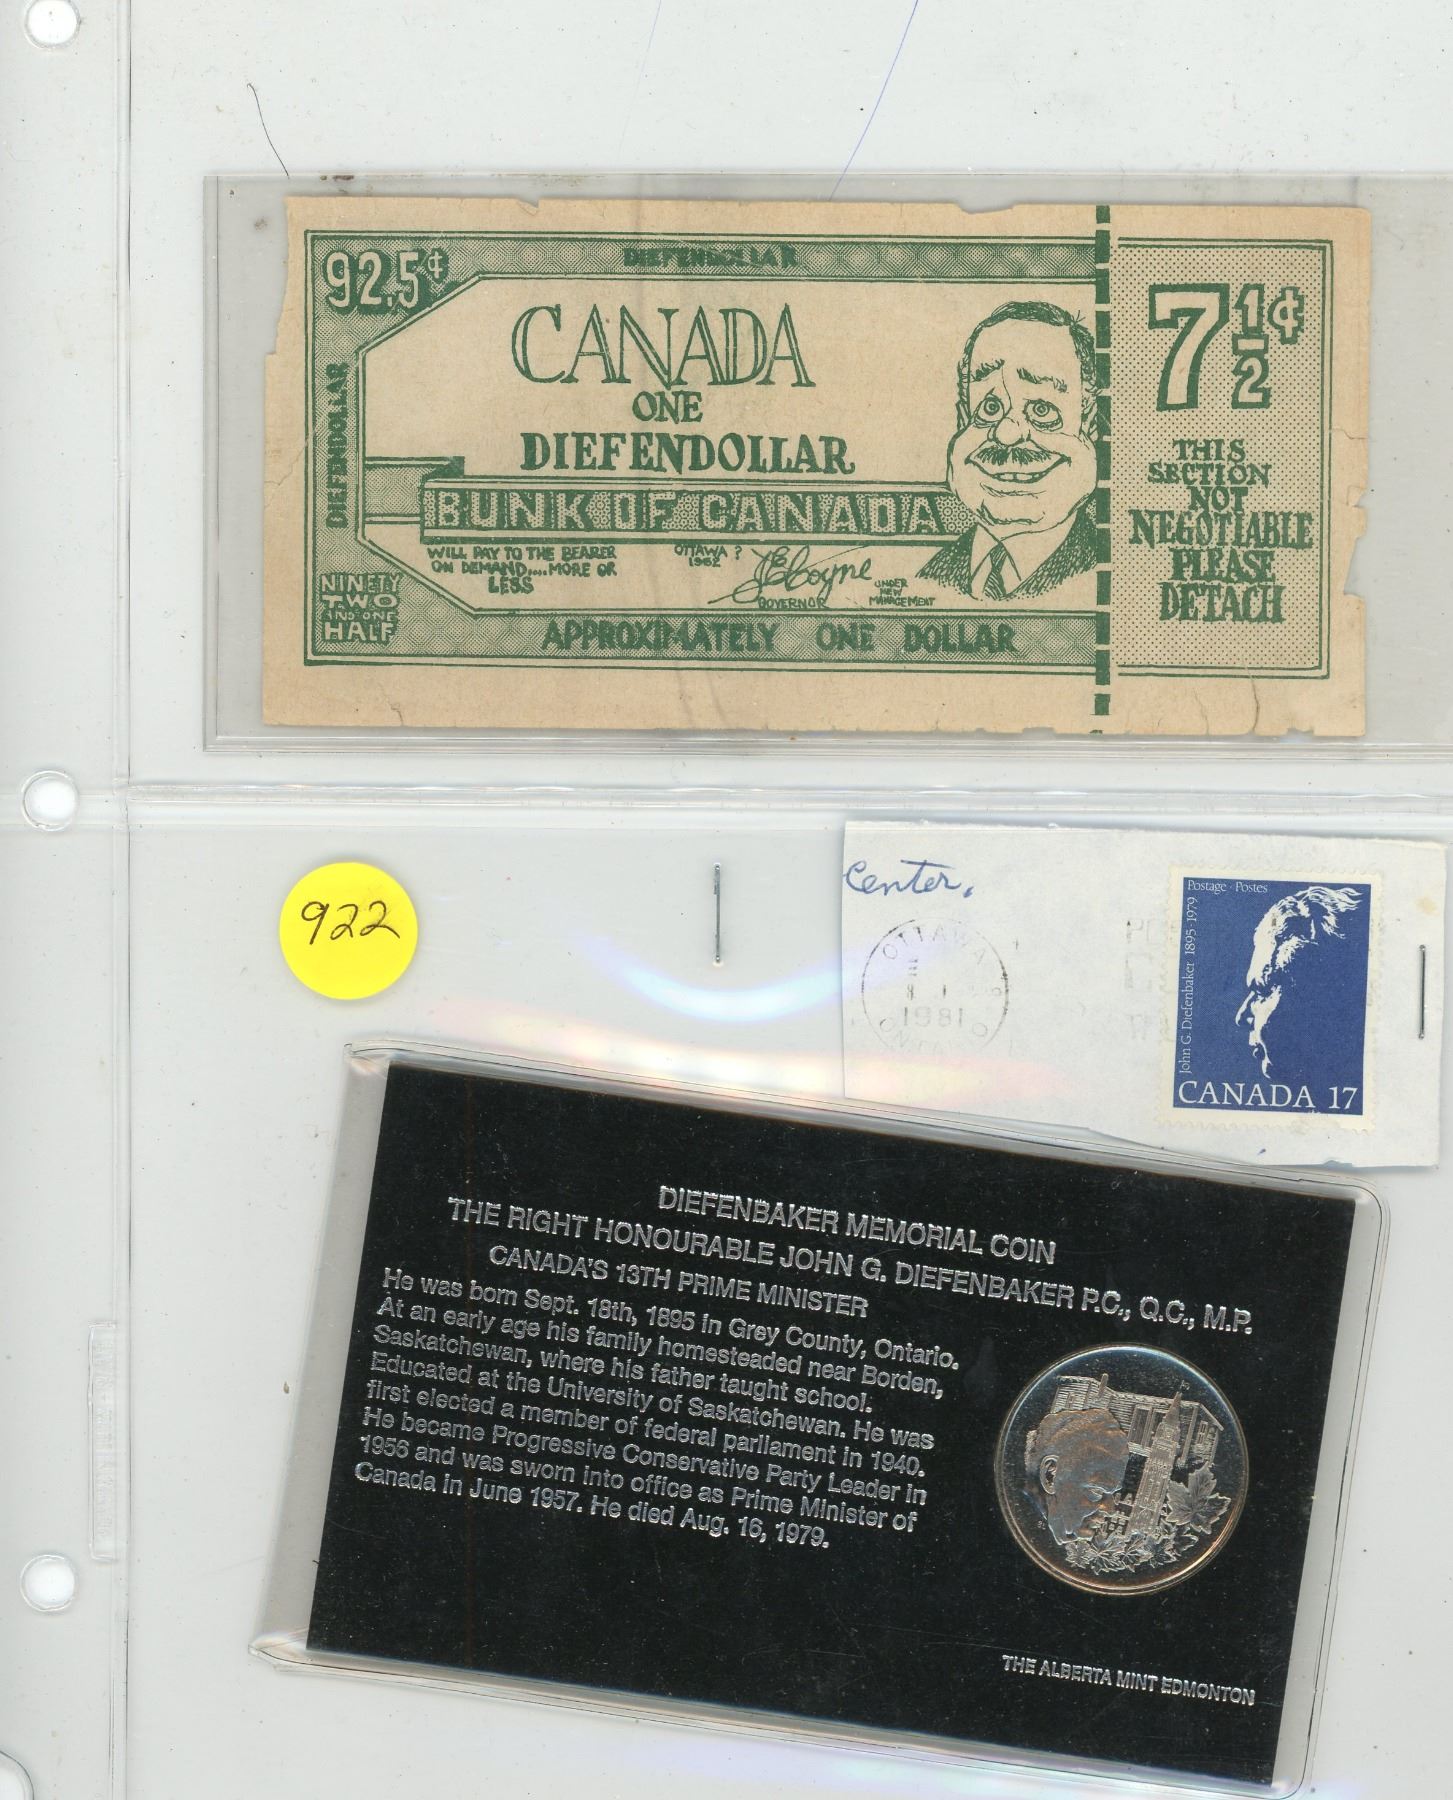 92.5¢
DIEFENDOLLAR
DIEFENDOLLAR
CANADA
ONE
DIEFENDOLLAR
BUNK OF CANADA
WILL PAY TO THE BEARER
ON DEMAND....MORE OR
LESS
OTTAWA ?
1962
JE Coyne
GOVERNOR
UNDER
NEW
MANAGEMENT
NINETY
TWO
AND ONE
HALF
APPROXIMATELY ONE DOLLAR
7 1/2 ¢
THIS
SECTION
NOT
NEGOTIABLE
PLEASE
DETACH
922
Center.
OTTAWA
1981
ONTARIO
Postage · Postes
John G. Diefenbaker 1895-1979
CANADA 17
DIEFENBAKER MEMORIAL COIN
THE RIGHT HONOURABLE JOHN G. DIEFENBAKER P.C., Q.C., M.P.
CANADA'S 13TH PRIME MINISTER
He was born Sept. 18th, 1895 in Grey County, Ontario.
At an early age his family homesteaded near Borden,
Saskatchewan, where his father taught school.
Educated at the University of Saskatchewan. He was
first elected a member of federal parliament in 1940.
He became Progressive Conservative Party Leader in
1956 and was sworn into office as Prime Minister of
Canada in June 1957. He died Aug. 16, 1979.
THE ALBERTA MINT EDMONTON